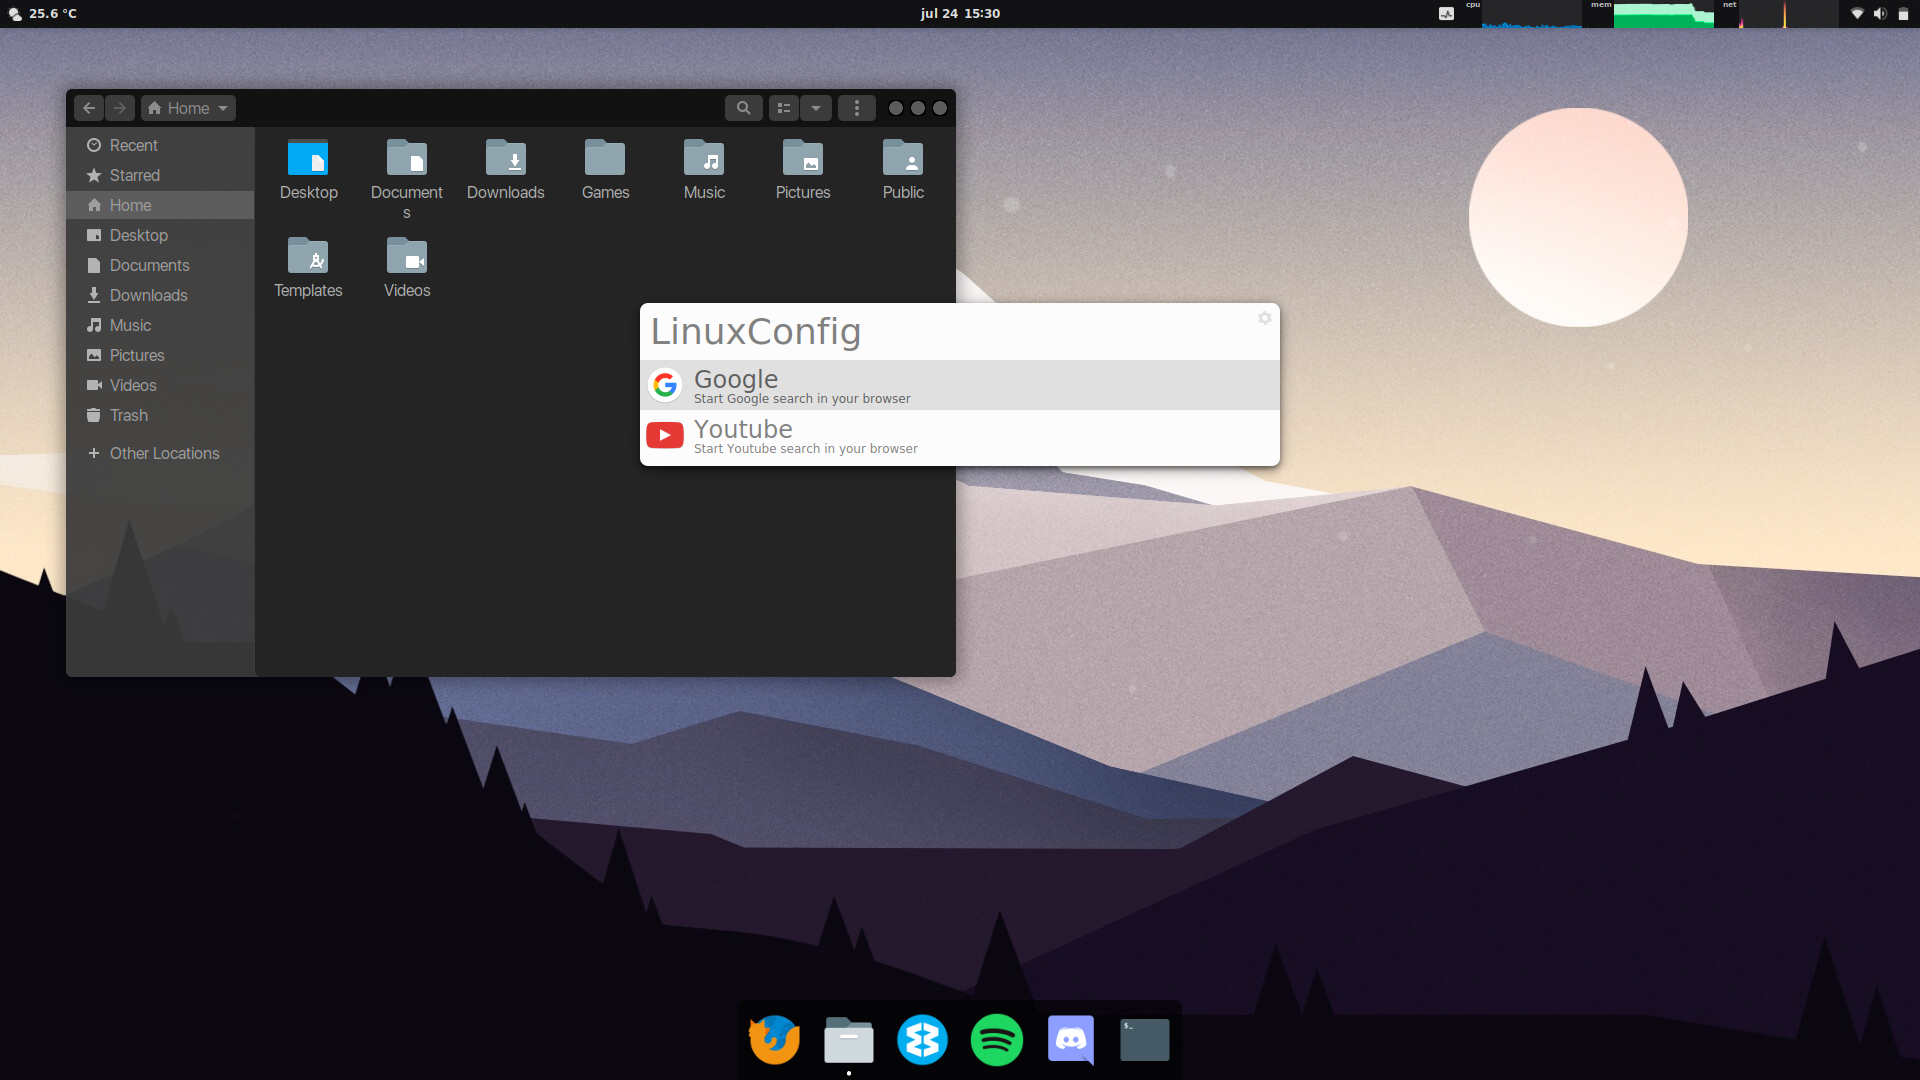 25.6 °C
jul 24 15:30
cpu
mem
net
Home
Recent
Starred
Home
Desktop
Documents
Downloads
Music
Pictures
Videos
Trash
Other Locations
Desktop
Document
s
Downloads
Games
Music
Pictures
Public
Templates
Videos
LinuxConfig
Google
Start Google search in your browser
Youtube
Start Youtube search in your browser
$_